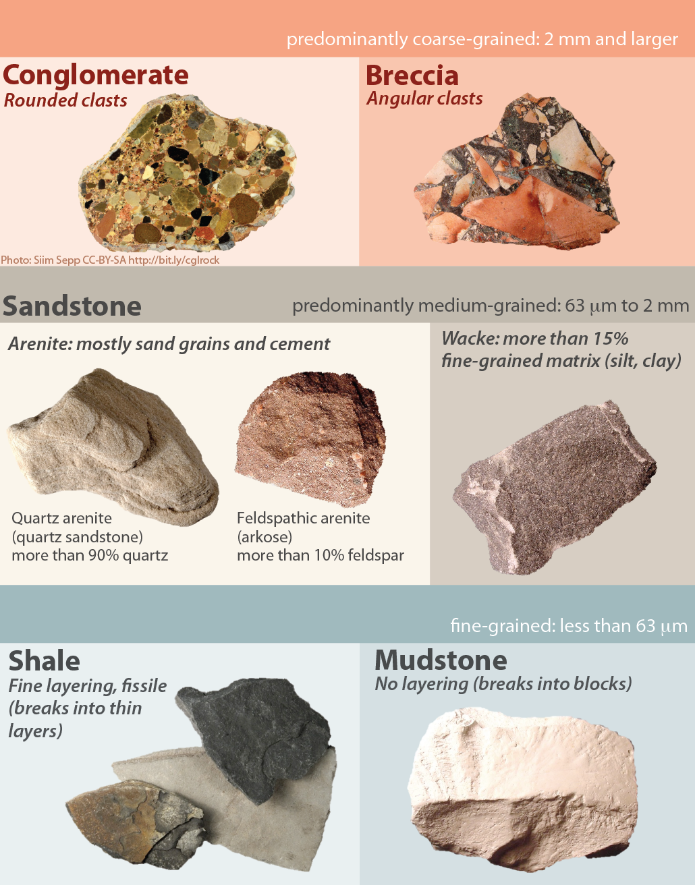 predominantly coarse-grained: 2 mm and larger
Conglomerate
Rounded clasts
Breccia
Angular clasts
Photo: Siim Sepp CC-BY-SA http://bit.ly/cglrock
Sandstone
predominantly medium-grained: 63 µm to 2 mm
Arenite: mostly sand grains and cement
Wacke: more than 15%
fine-grained matrix (silt, clay)
Quartz arenite
(quartz sandstone)
more than 90% quartz
Feldspathic arenite
(arkose)
more than 10% feldspar
fine-grained: less than 63 µm
Shale
Fine layering, fissile
(breaks into thin
layers)
Mudstone
No layering (breaks into blocks)